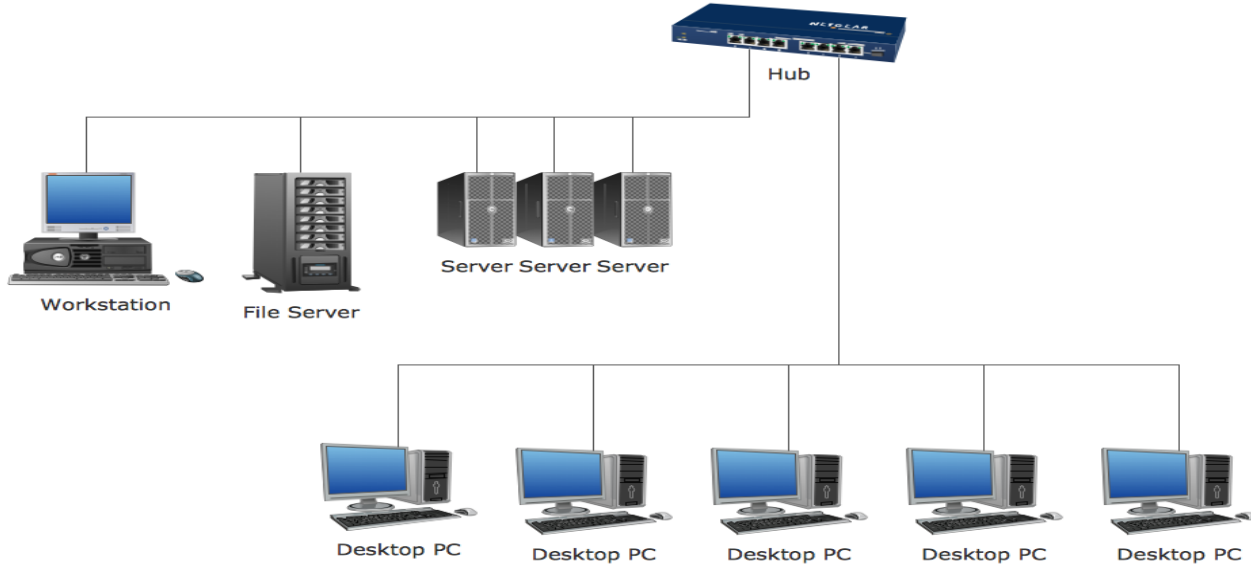 NETGEAR
Hub
Workstation
File Server
Server Server Server
Desktop PC
Desktop PC
Desktop PC
Desktop PC
Desktop PC